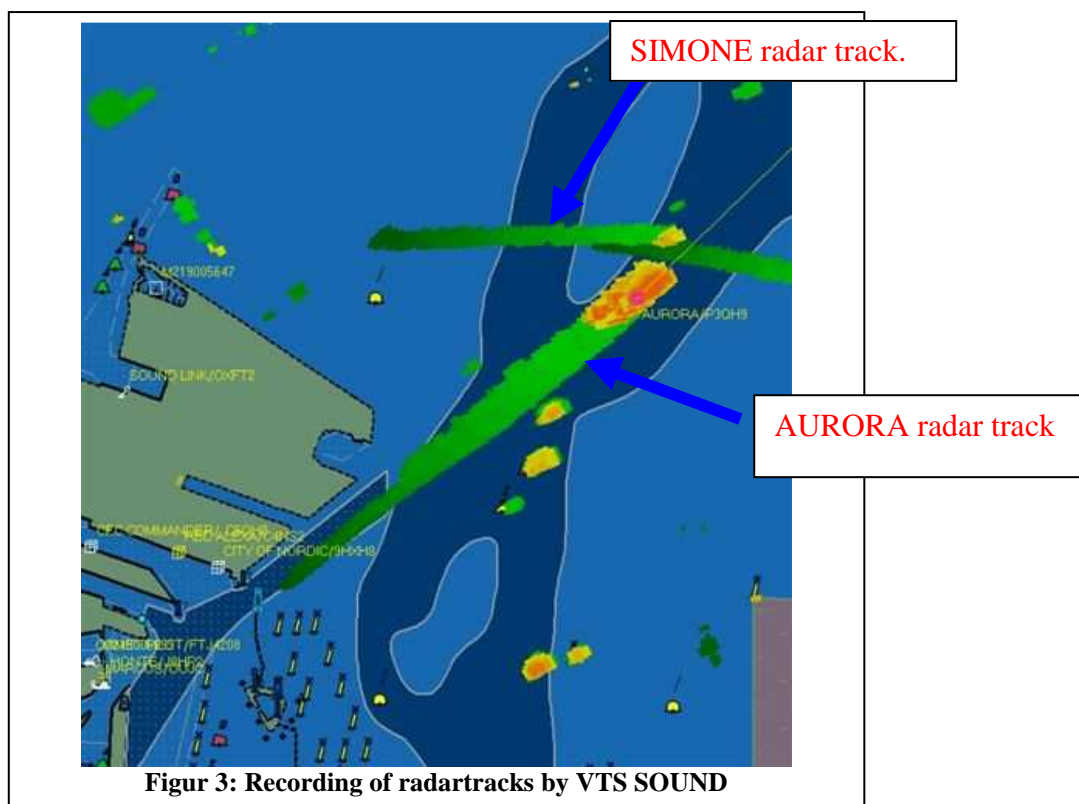 SIMONE radar track.
M219005647
AURORA/P3QH9
SOUND LINK/OXFT2
AURORA radar track
CITY OF NORDIC/9HXH8
Figur 3: Recording of radartracks by VTS SOUND